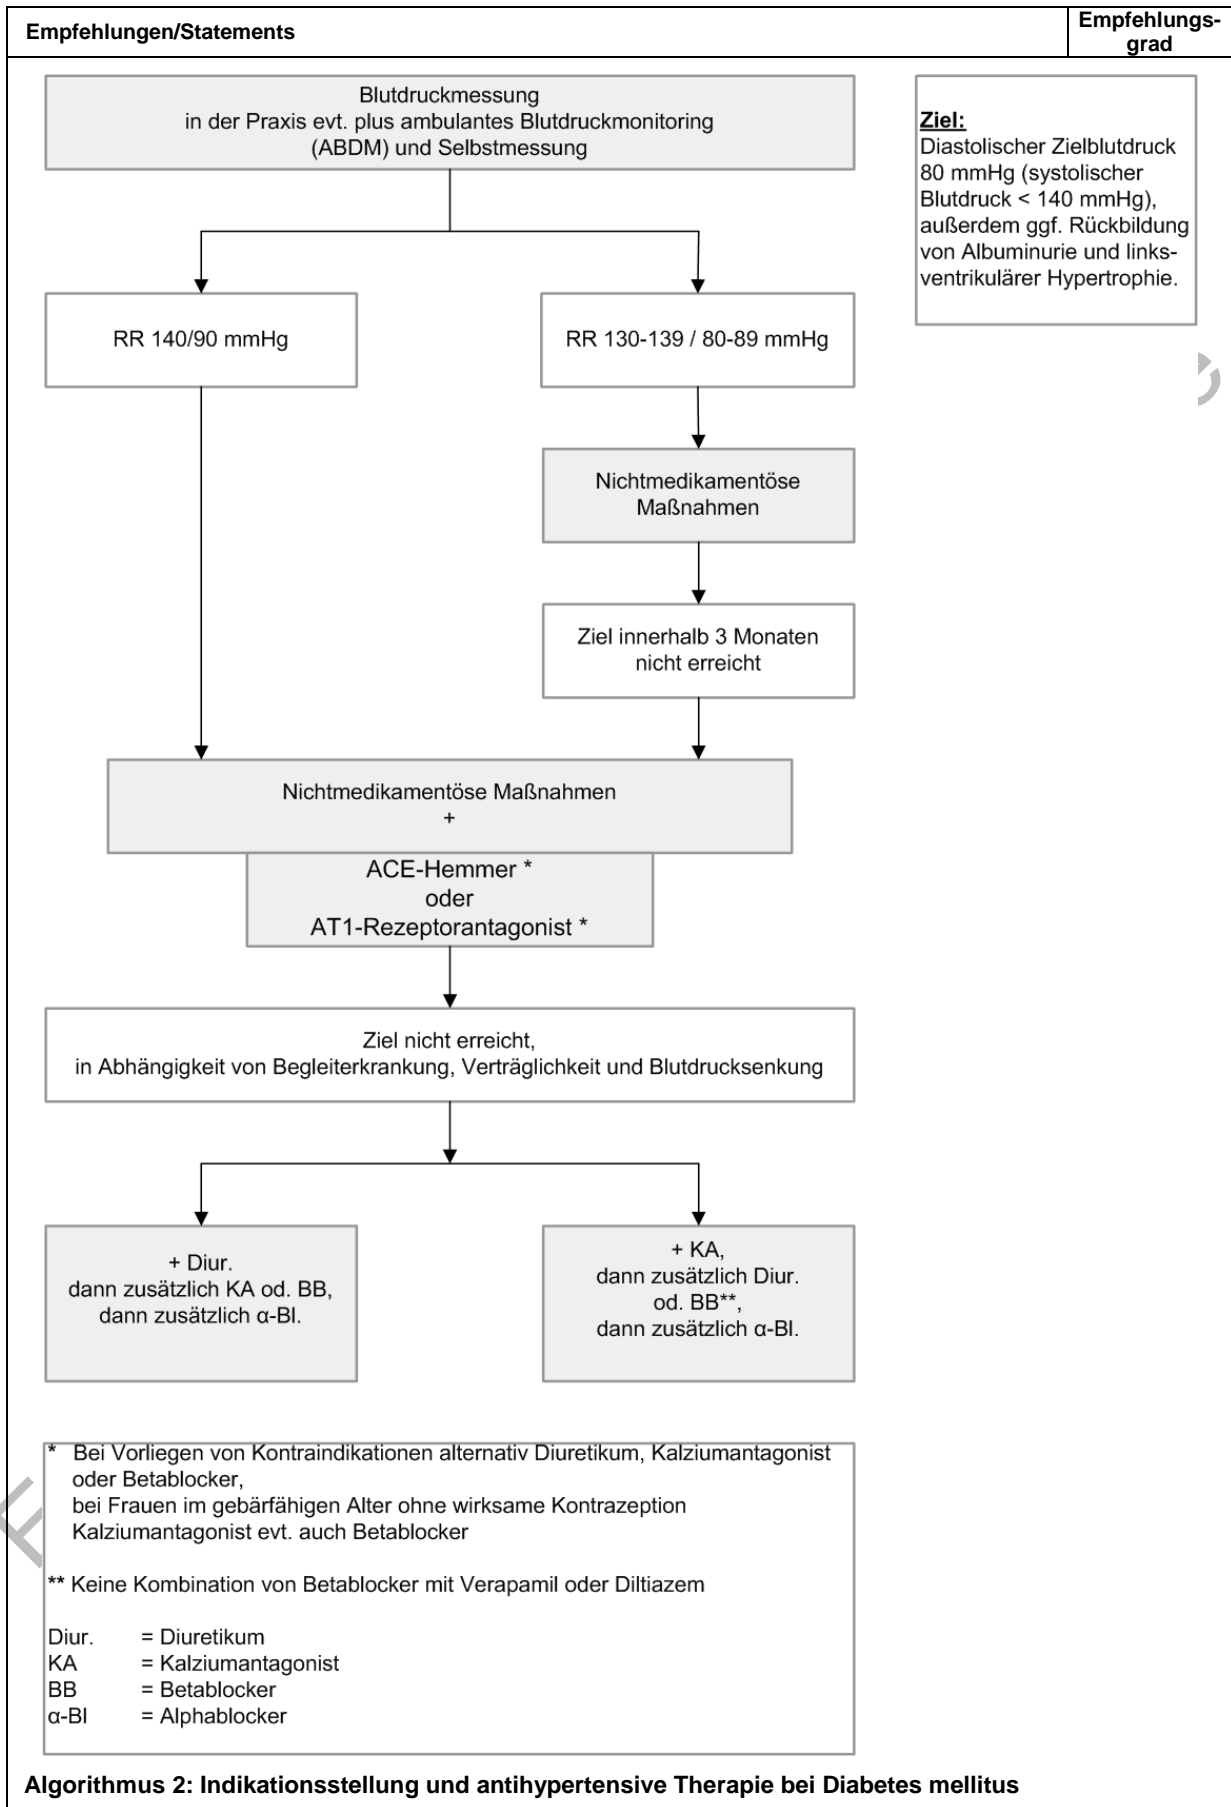 Empfehlungen/Statements
Empfehlungs-
grad
Blutdruckmessung
in der Praxis evt. plus ambulantes Blutdruckmonitoring
(ABDM) und Selbstmessung
Ziel:
Diastolischer Zielblutdruck
80 mmHg (systolischer
Blutdruck < 140 mmHg),
außerdem ggf. Rückbildung
von Albuminurie und links-
ventrikulärer Hypertrophie.
RR 140/90 mmHg
RR 130-139 / 80-89 mmHg
Nichtmedikamentöse
Maßnahmen
Ziel innerhalb 3 Monaten
nicht erreicht
Nichtmedikamentöse Maßnahmen
+
ACE-Hemmer *
oder
AT1-Rezeptorantagonist *
Ziel nicht erreicht,
in Abhängigkeit von Begleiterkrankung, Verträglichkeit und Blutdrucksenkung
+ Diur.
dann zusätzlich KA od. BB,
dann zusätzlich α-Bl.
+ KA,
dann zusätzlich Diur.
od. BB**,
dann zusätzlich α-Bl.
* Bei Vorliegen von Kontraindikationen alternativ Diuretikum, Kalziumantagonist
oder Betablocker,
bei Frauen im gebärfähigen Alter ohne wirksame Kontrazeption
Kalziumantagonist evt. auch Betablocker
** Keine Kombination von Betablocker mit Verapamil oder Diltiazem
Diur. = Diuretikum
KA = Kalziumantagonist
BB = Betablocker
α-Bl = Alphablocker
Algorithmus 2: Indikationsstellung und antihypertensive Therapie bei Diabetes mellitus